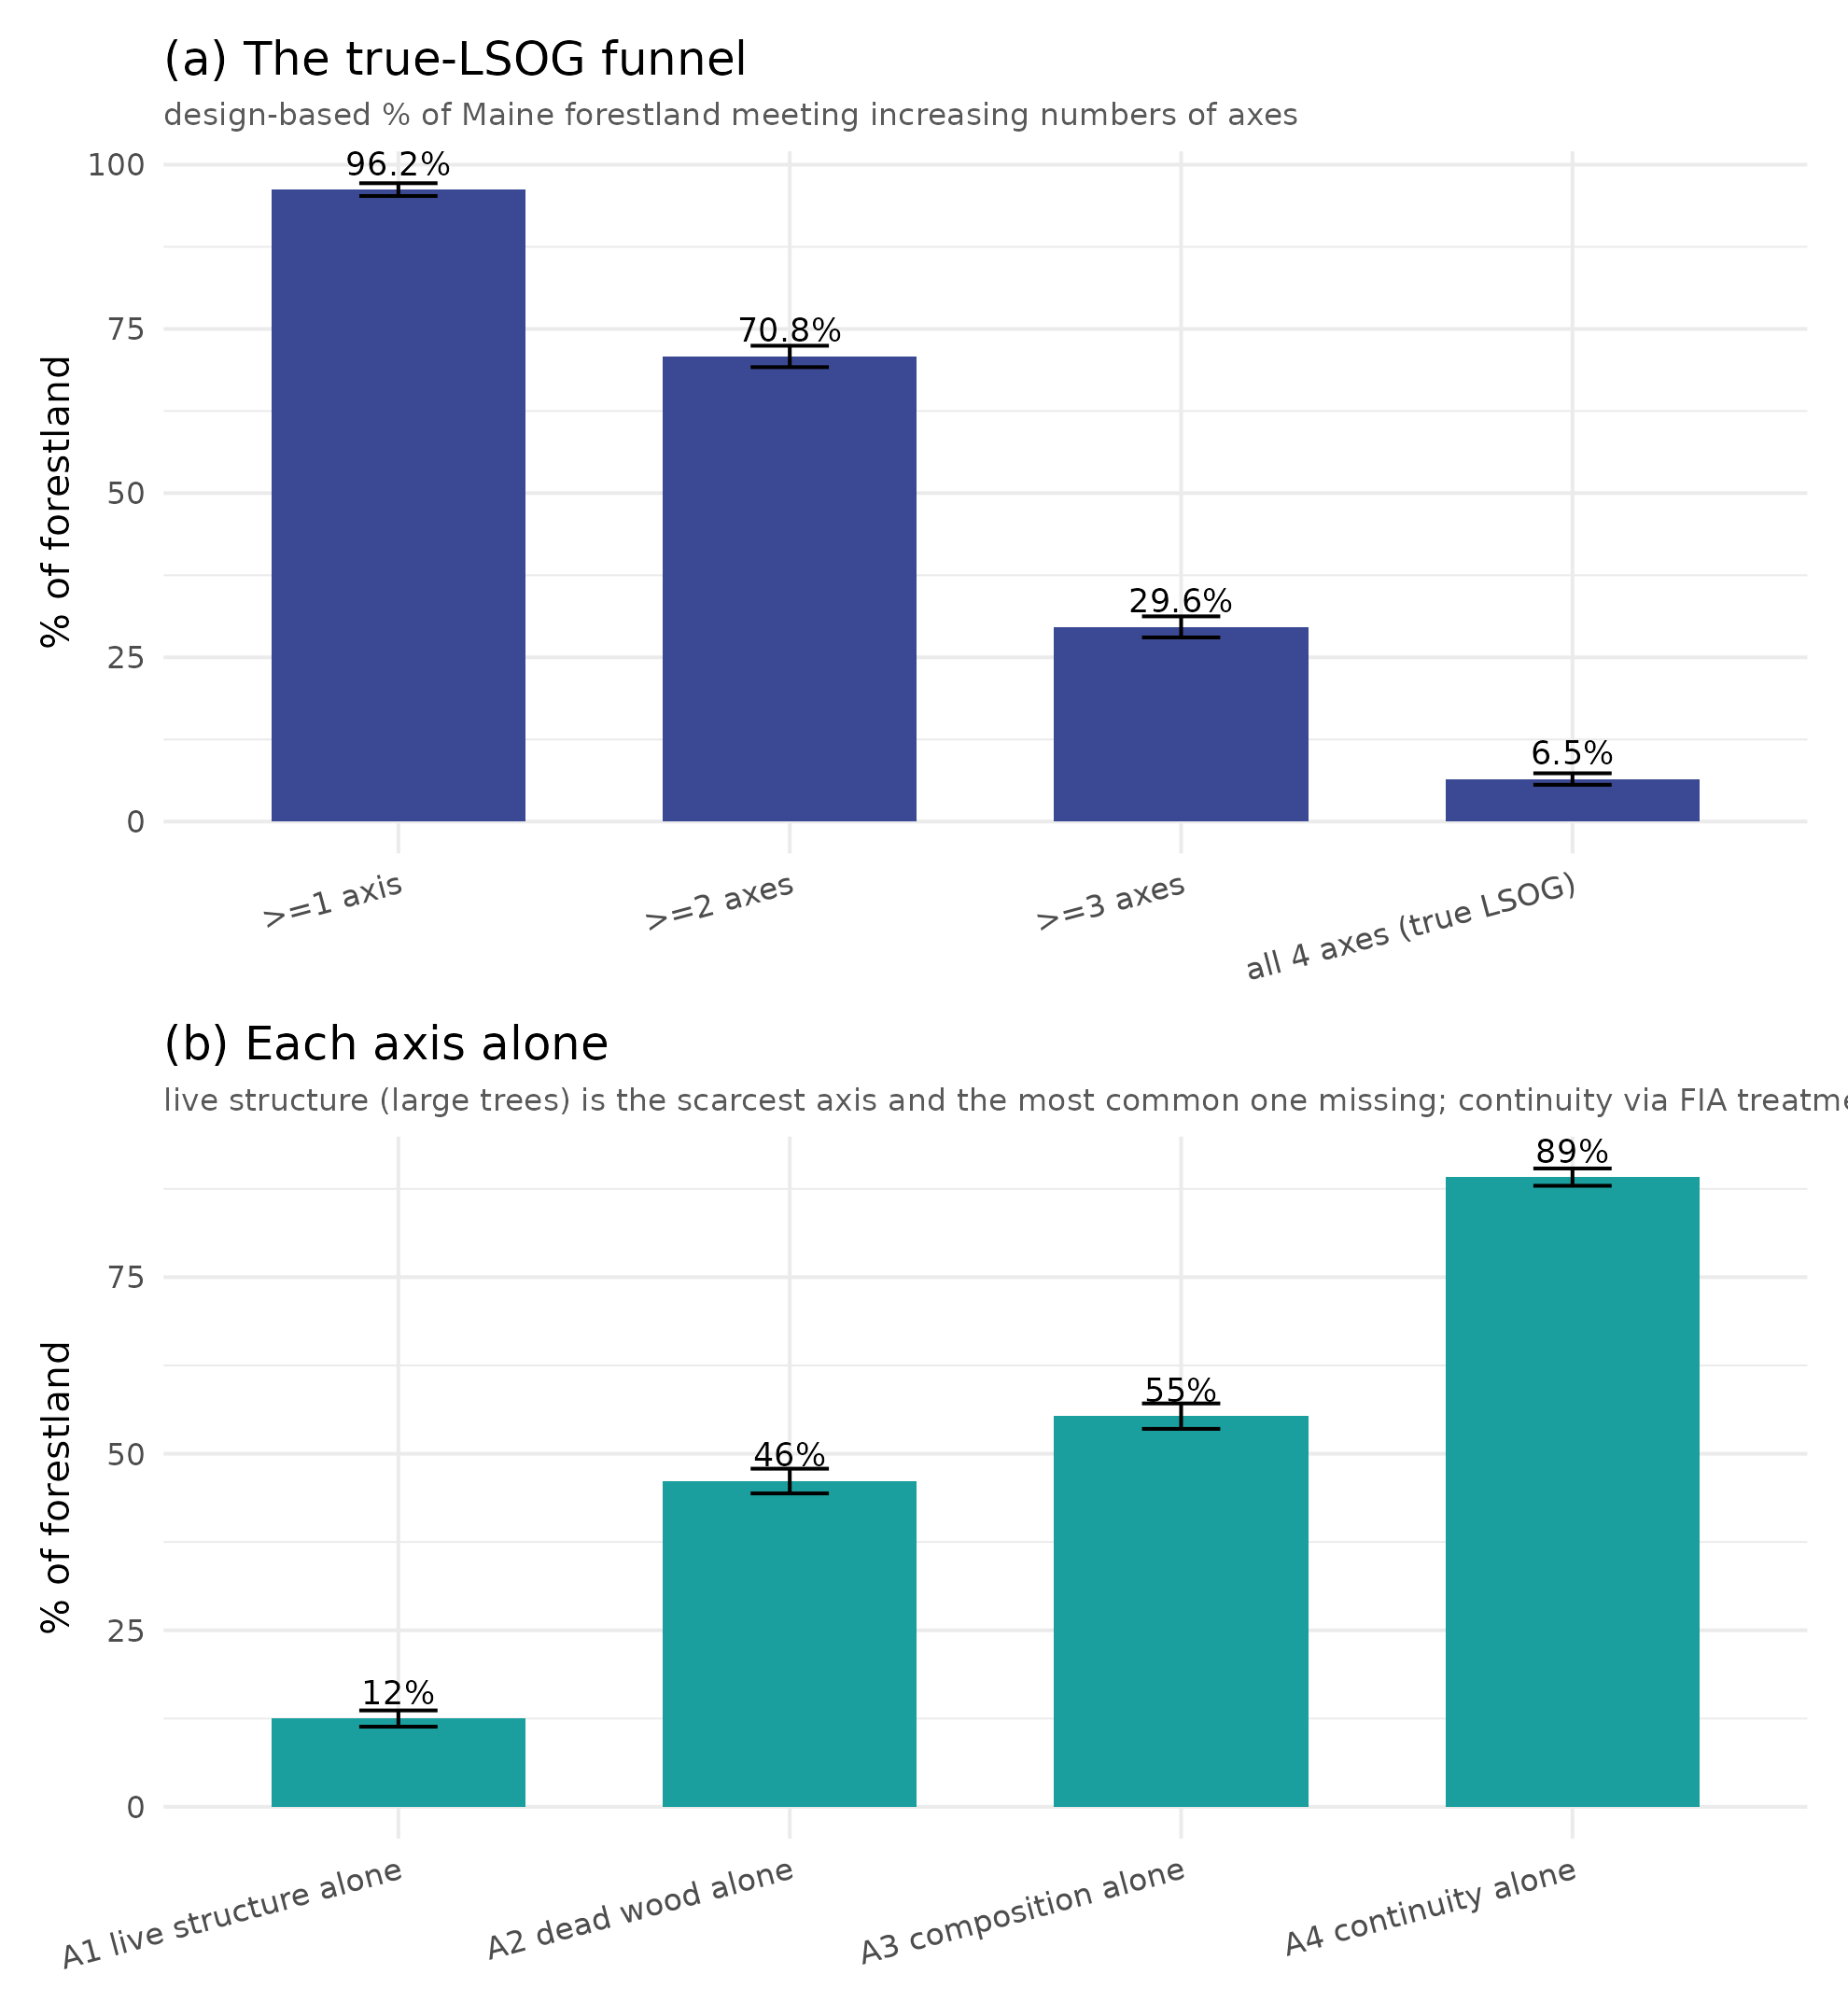 (a) The true-LSOG funnel
design-based % of Maine forestland meeting increasing numbers of axes
% of forestland
100
75
50
25
0
96.2%
70.8%
29.6%
6.5%
>=1 axis
>=2 axes
>=3 axes
all 4 axes (true LSOG)
(b) Each axis alone
live structure (large trees) is the scarcest axis and the most common one missing; continuity via FIA
% of forestland
75
50
25
0
12%
46%
55%
89%
A1 live structure alone
A2 dead wood alone
A3 composition alone
A4 continuity alone